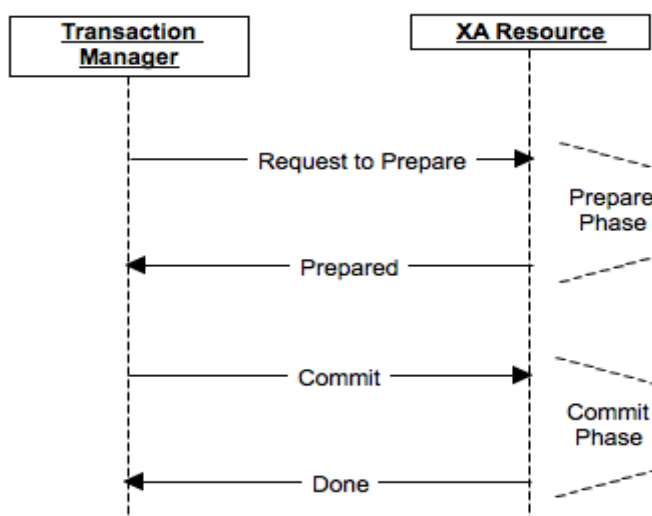 Transaction
Manager
XA Resource
Request to Prepare
Prepare
Phase
Prepared
Commit
Commit
Phase
Done